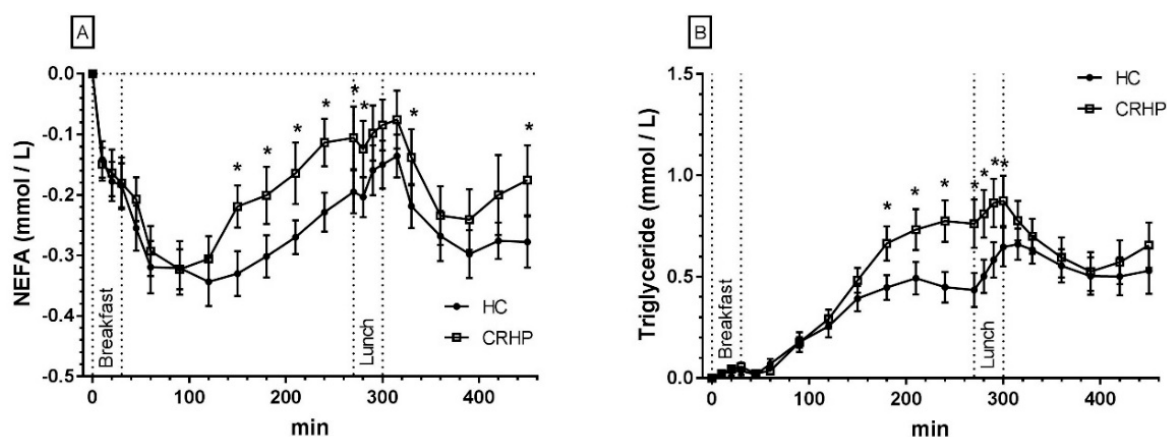 A
NEFA (mmol / L)
0.0
-0.1
-0.2
-0.3
-0.4
-0.5
* * * * * * * *
Breakfast
Lunch
HC
CRHP
0 100 200 300 400
min
B
Triglyceride (mmol / L)
1.5
1.0
0.5
0.0
* * * * * * *
Breakfast
Lunch
HC
CRHP
0 100 200 300 400
min